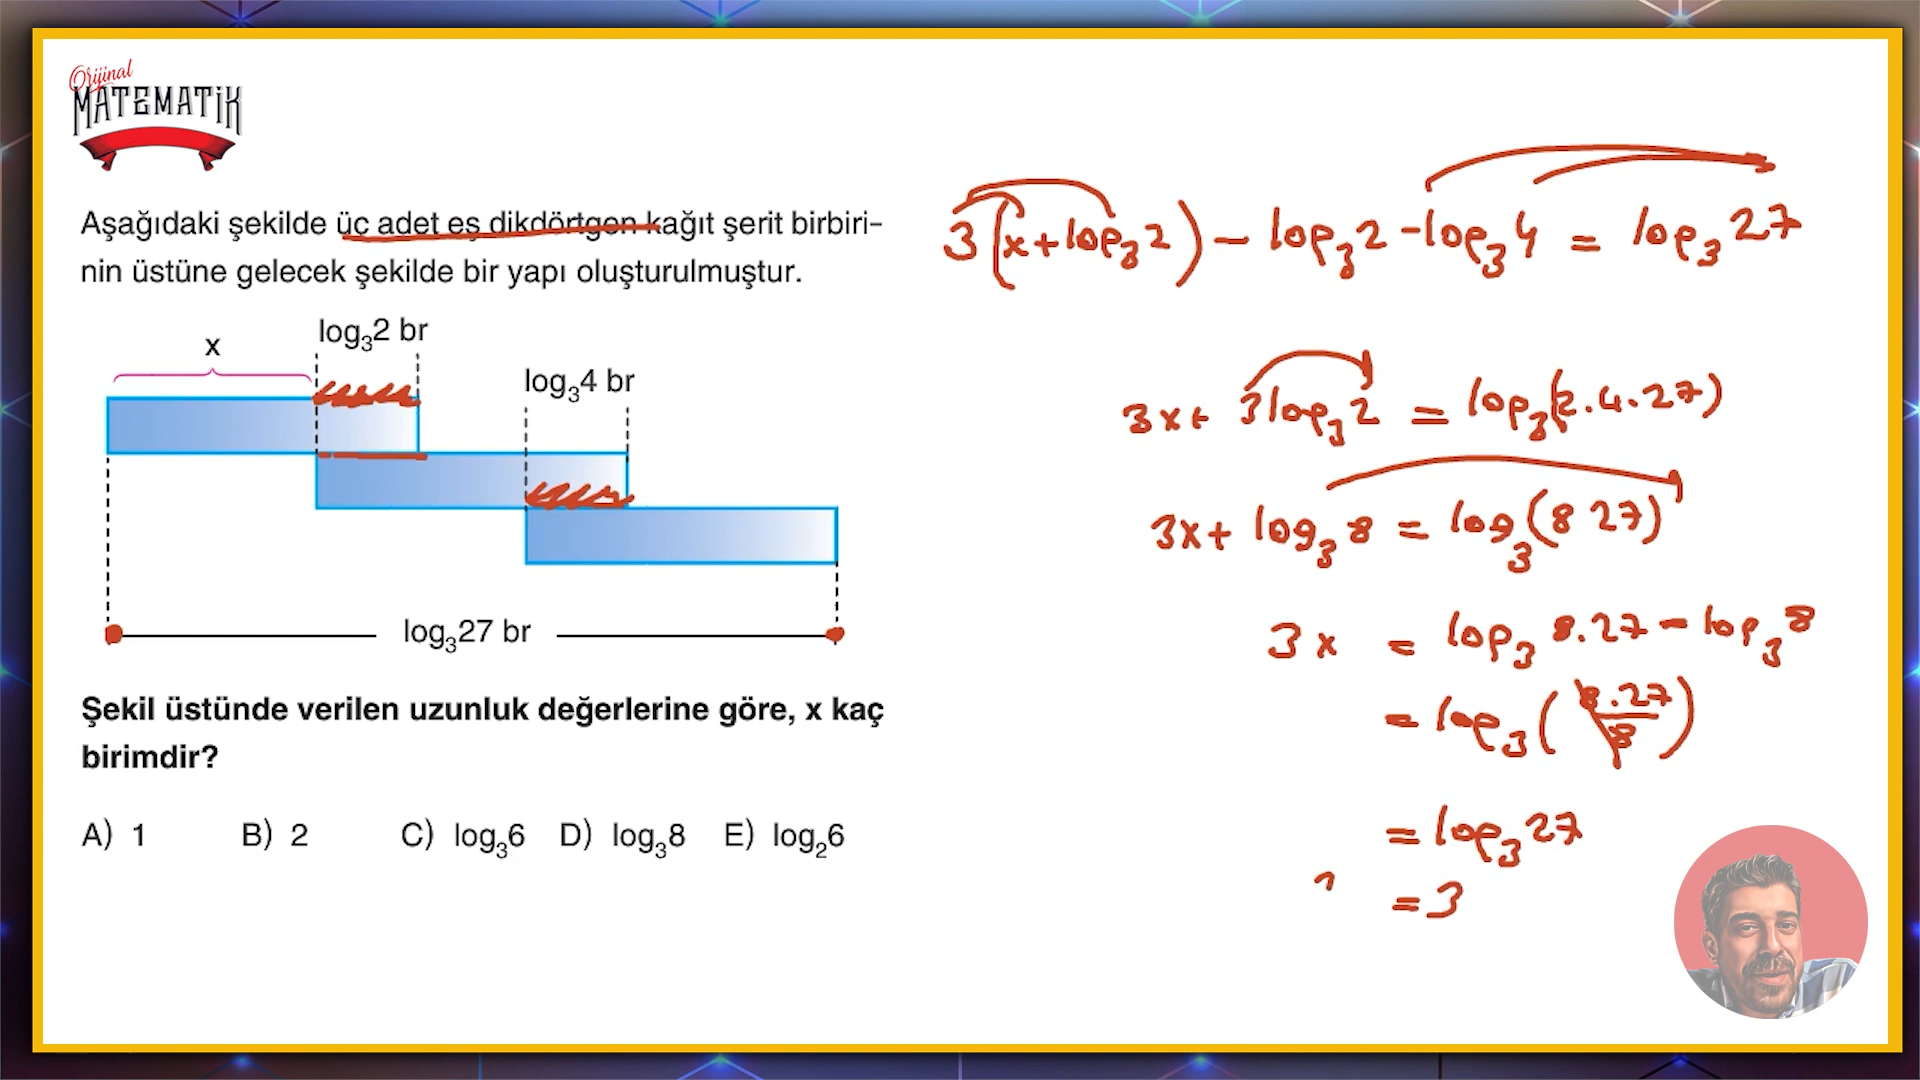 Orijinal
MATEMATİK
Aşağıdaki şekilde üç adet eş dikdörtgen kağıt şerit birbiri-
nin üstüne gelecek şekilde bir yapı oluşturulmuştur.
x
log₃2 br
log₃4 br
log₃27 br
Şekil üstünde verilen uzunluk değerlerine göre, x kaç
birimdir?
A) 1 B) 2 C) log₃6 D) log₃8 E) log₂6
3(x+log₃2) - log₃2 - log₃4 = log₃27
3x + 3log₃2 = log₃(2.4.27)
3x + log₃8 = log₃(8 27)
3x = log₃8.27 - log₃8
= log₃(8.27/8)
= log₃27
= 3